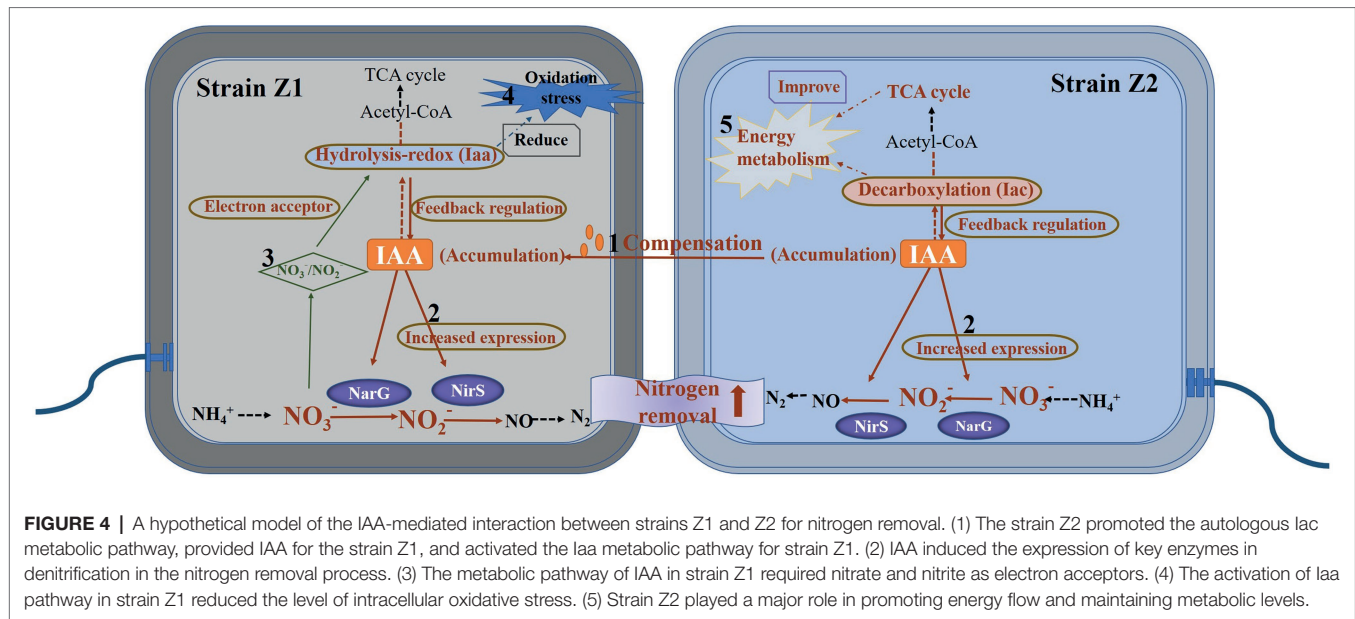 Strain Z1
TCA cycle
Acetyl-CoA
Hydrolysis-redox (Iaa)
4
Oxidation
stress
Reduce
Electron acceptor
Feedback regulation
3
NO₃⁻/NO₂
IAA
(Accumulation)
2
Increased expression
NarG
NirS
NH₄⁺
NO₃⁻
NO₂⁻
NO
N₂
1 Compensation
Nitrogen
removal
Strain Z2
Improve
TCA cycle
5
Energy
metabolism
Acetyl-CoA
Decarboxylation (Iac)
Feedback regulation
(Accumulation)
IAA
2
Increased expression
N₂
NO
NO₂⁻
NO₃⁻
NH₄⁺
NirS
NarG
FIGURE 4 | A hypothetical model of the IAA-mediated interaction between strains Z1 and Z2 for nitrogen removal. (1) The strain Z2 promoted the autologous Iac
metabolic pathway, provided IAA for the strain Z1, and activated the Iaa metabolic pathway for strain Z1. (2) IAA induced the expression of key enzymes in
denitrification in the nitrogen removal process. (3) The metabolic pathway of IAA in strain Z1 required nitrate and nitrite as electron acceptors. (4) The activation of Iaa
pathway in strain Z1 reduced the level of intracellular oxidative stress. (5) Strain Z2 played a major role in promoting energy flow and maintaining metabolic levels.